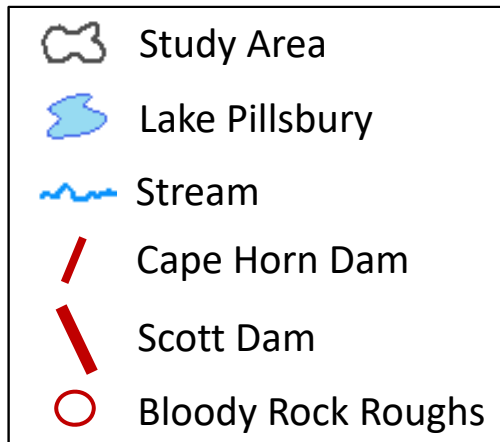 Study Area
Lake Pillsbury
Stream
Cape Horn Dam
Scott Dam
Bloody Rock Roughs